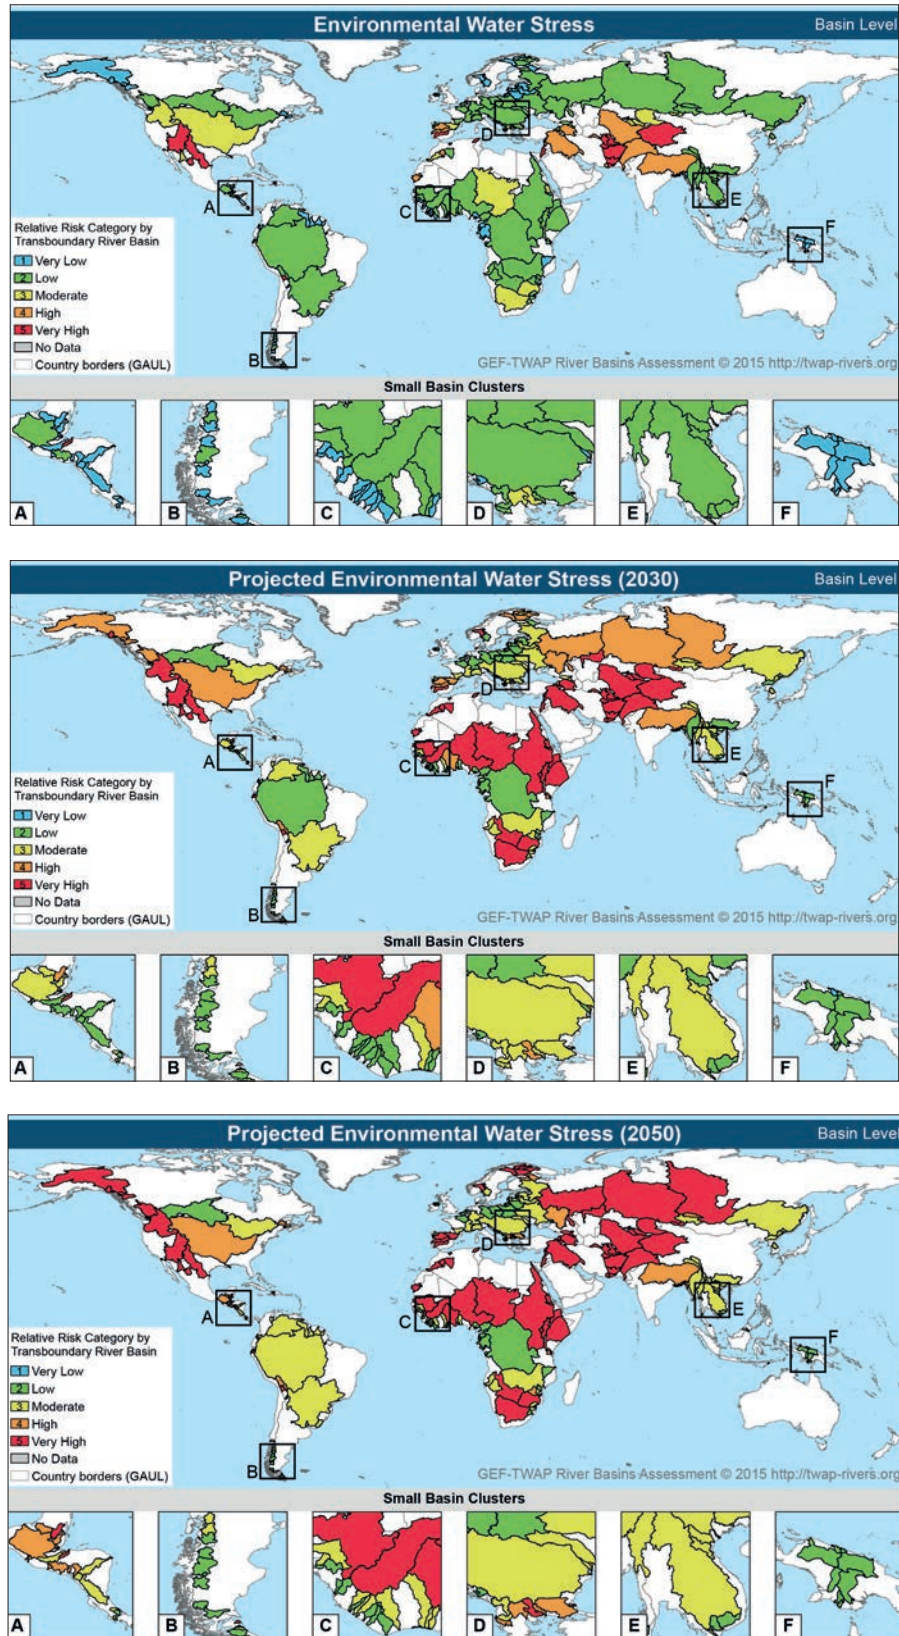 Environmental Water Stress
Basin Level
A
B
C
D
E
F
Relative Risk Category by
Transboundary River Basin
1 Very Low
2 Low
3 Moderate
4 High
5 Very High
No Data
Country borders (GAUL)
GEF-TWAP River Basins Assessment © 2015 http://twap-rivers.org
Small Basin Clusters
A
B
C
D
E
F
Projected Environmental Water Stress (2030)
Basin Level
A
B
C
D
E
F
Relative Risk Category by
Transboundary River Basin
1 Very Low
2 Low
3 Moderate
4 High
5 Very High
No Data
Country borders (GAUL)
GEF-TWAP River Basins Assessment © 2015 http://twap-rivers.org
Small Basin Clusters
A
B
C
D
E
F
Projected Environmental Water Stress (2050)
Basin Level
A
B
C
D
E
F
Relative Risk Category by
Transboundary River Basin
1 Very Low
2 Low
3 Moderate
4 High
5 Very High
No Data
Country borders (GAUL)
GEF-TWAP River Basins Assessment © 2015 http://twap-rivers.org
Small Basin Clusters
A
B
C
D
E
F